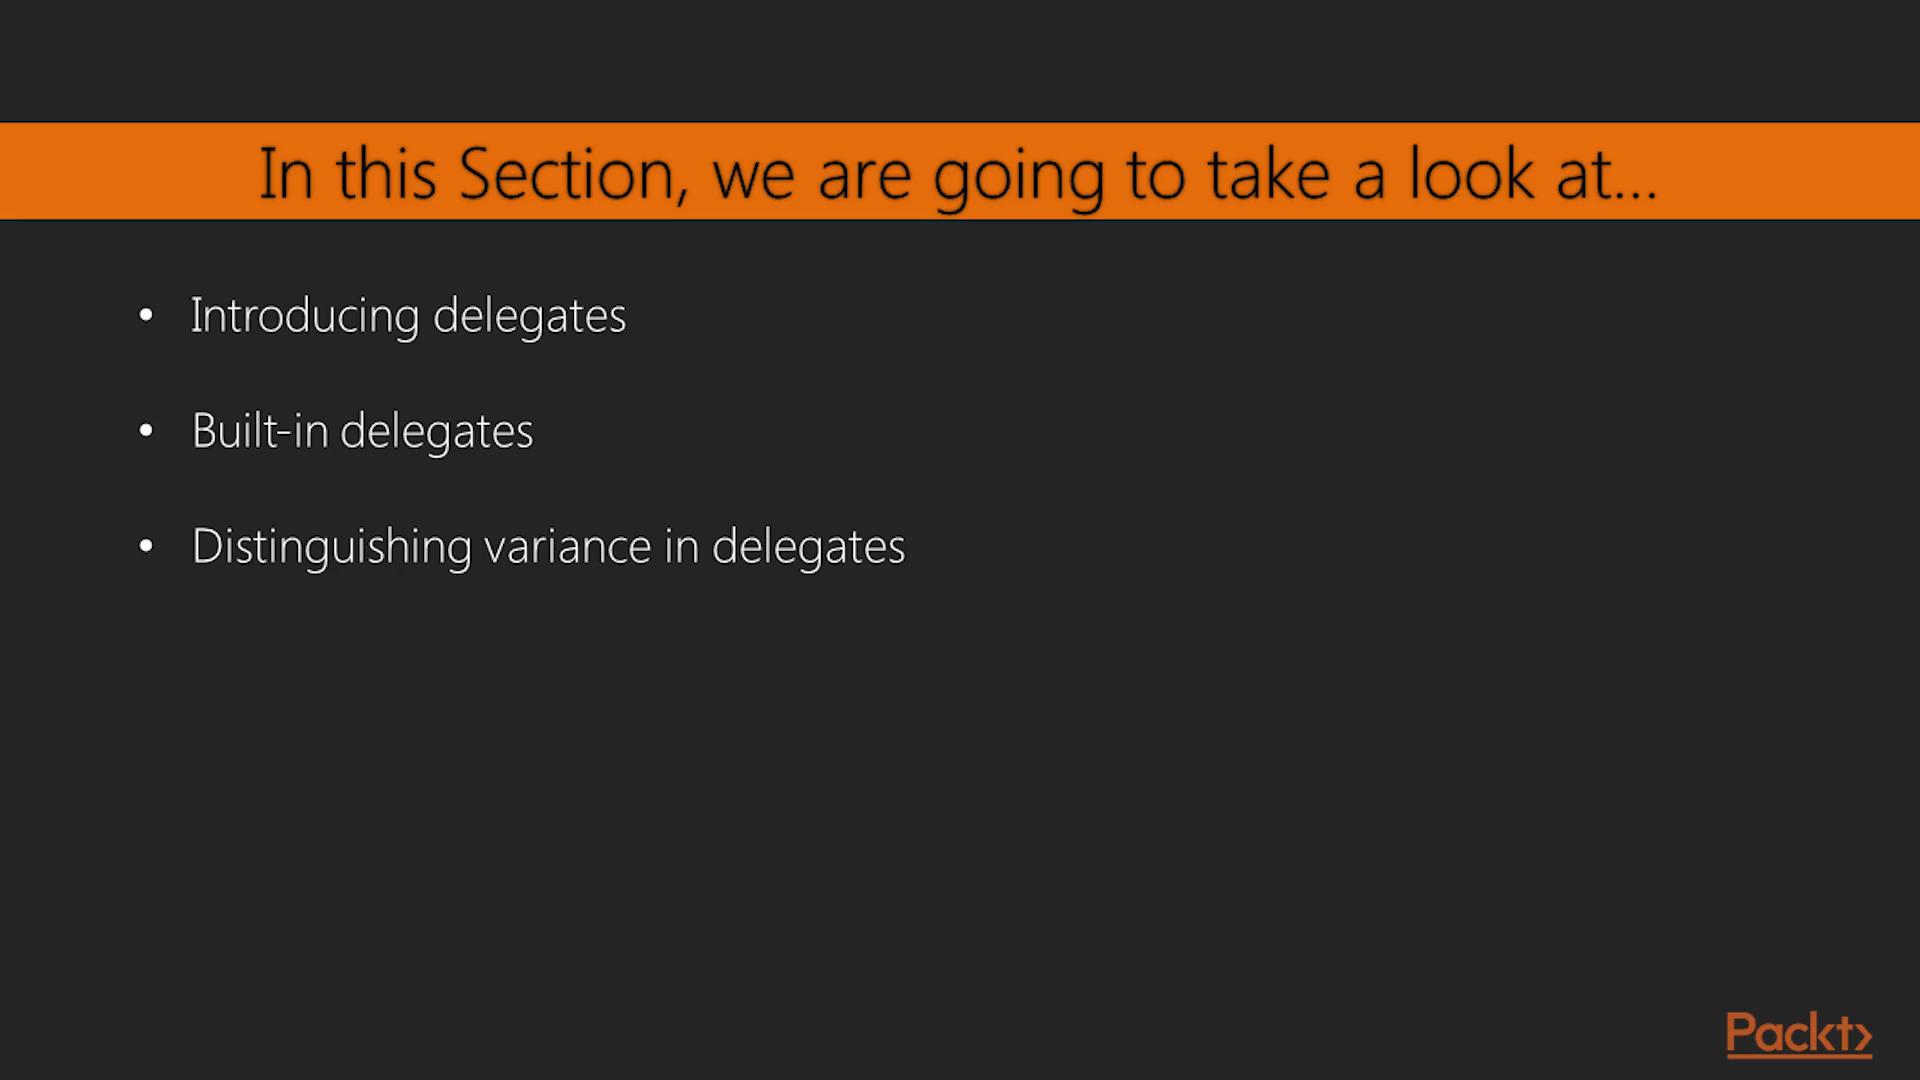 In this Section, we are going to take a look at...
• Introducing delegates
• Built-in delegates
• Distinguishing variance in delegates
Packt>